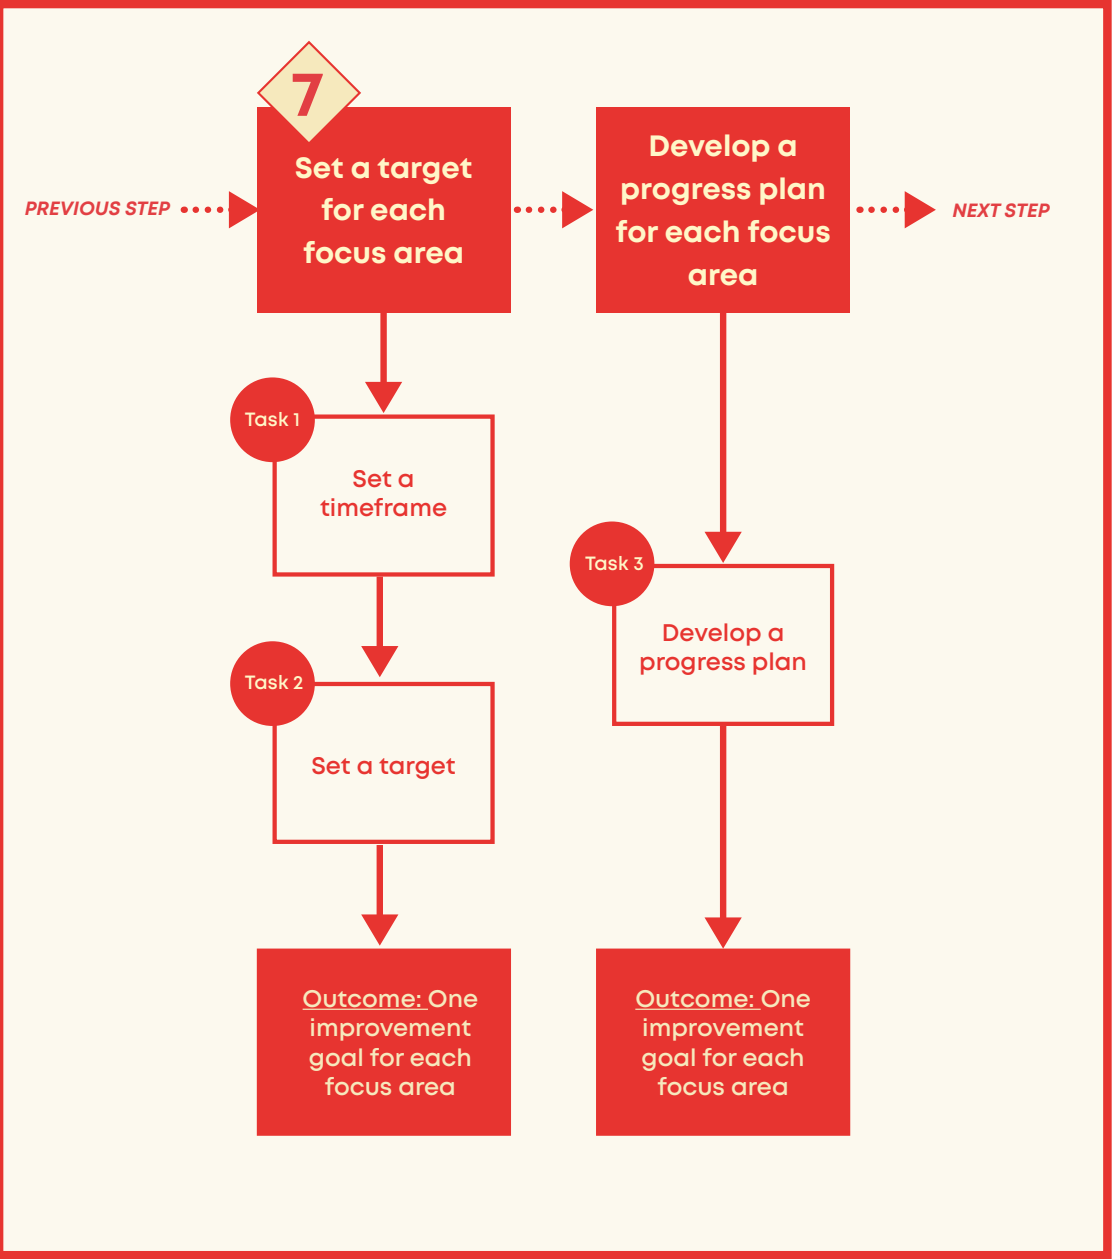 7
Set a target
for each
focus area
Develop a
progress plan
for each focus
area
PREVIOUS STEP
NEXT STEP
Task 1
Set a
timeframe
Task 3
Develop a
progress plan
Task 2
Set a target
Outcome: One
improvement
goal for each
focus area
Outcome: One
improvement
goal for each
focus area